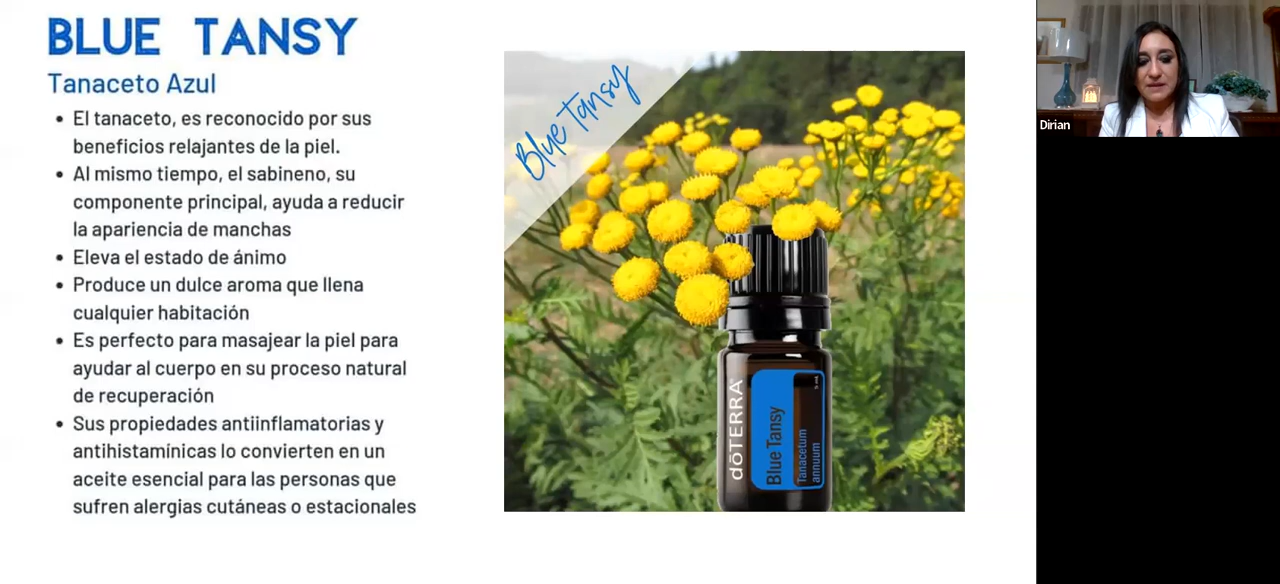 BLUE TANSY
Tanaceto Azul
• El tanaceto, es reconocido por sus
beneficios relajantes de la piel.
• Al mismo tiempo, el sabineno, su
componente principal, ayuda a reducir
la apariencia de manchas
• Eleva el estado de ánimo
• Produce un dulce aroma que llena
cualquier habitación
• Es perfecto para masajear la piel para
ayudar al cuerpo en su proceso natural
de recuperación
• Sus propiedades antiinflamatorias y
antihistamínicas lo convierten en un
aceite esencial para las personas que
sufren alergias cutáneas o estacionales
Blue Tansy
dōTERRA
Blue Tansy
Tanacetum
annuum
5 mL
Dirian